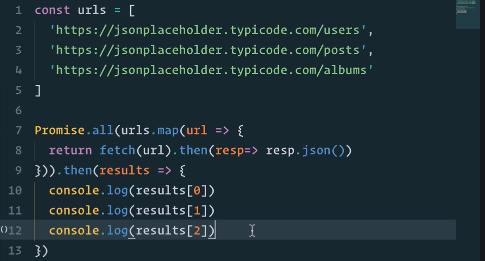 1 const urls = [
2 'https://jsonplaceholder.typicode.com/users',
3 'https://jsonplaceholder.typicode.com/posts',
4 'https://jsonplaceholder.typicode.com/albums'
5 ]
6
7 Promise.all(urls.map(url => {
8 return fetch(url).then(resp=> resp.json())
9 })).then(results => {
10 console.log(results[0])
11 console.log(results[1])
12 console.log(results[2])
13 })